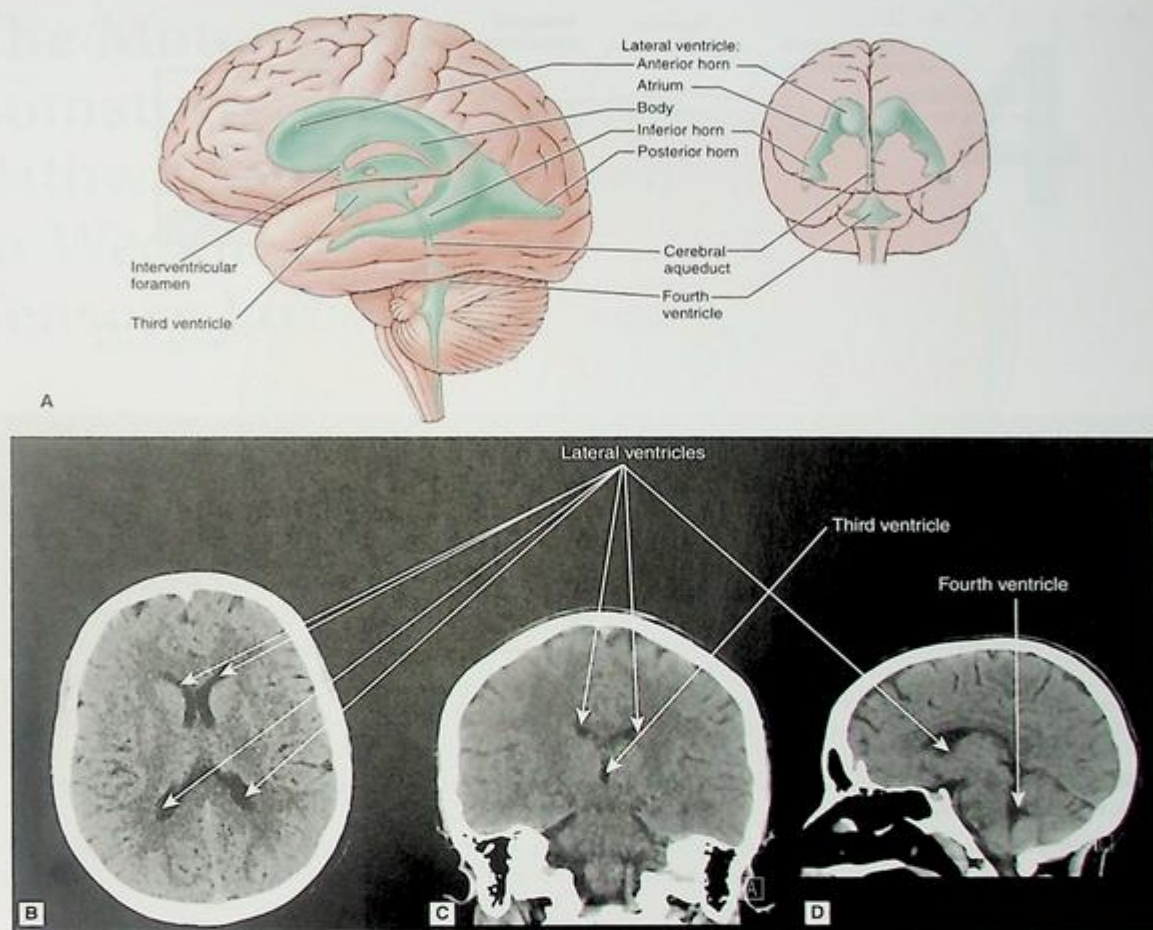 Lateral ventricle:
Anterior horn
Atrium
Body
Inferior horn
Posterior horn
Interventricular
foramen
Third ventricle
Cerebral
aqueduct
Fourth
ventricle
A
Lateral ventricles
Third ventricle
Fourth ventricle
B
C
A
D